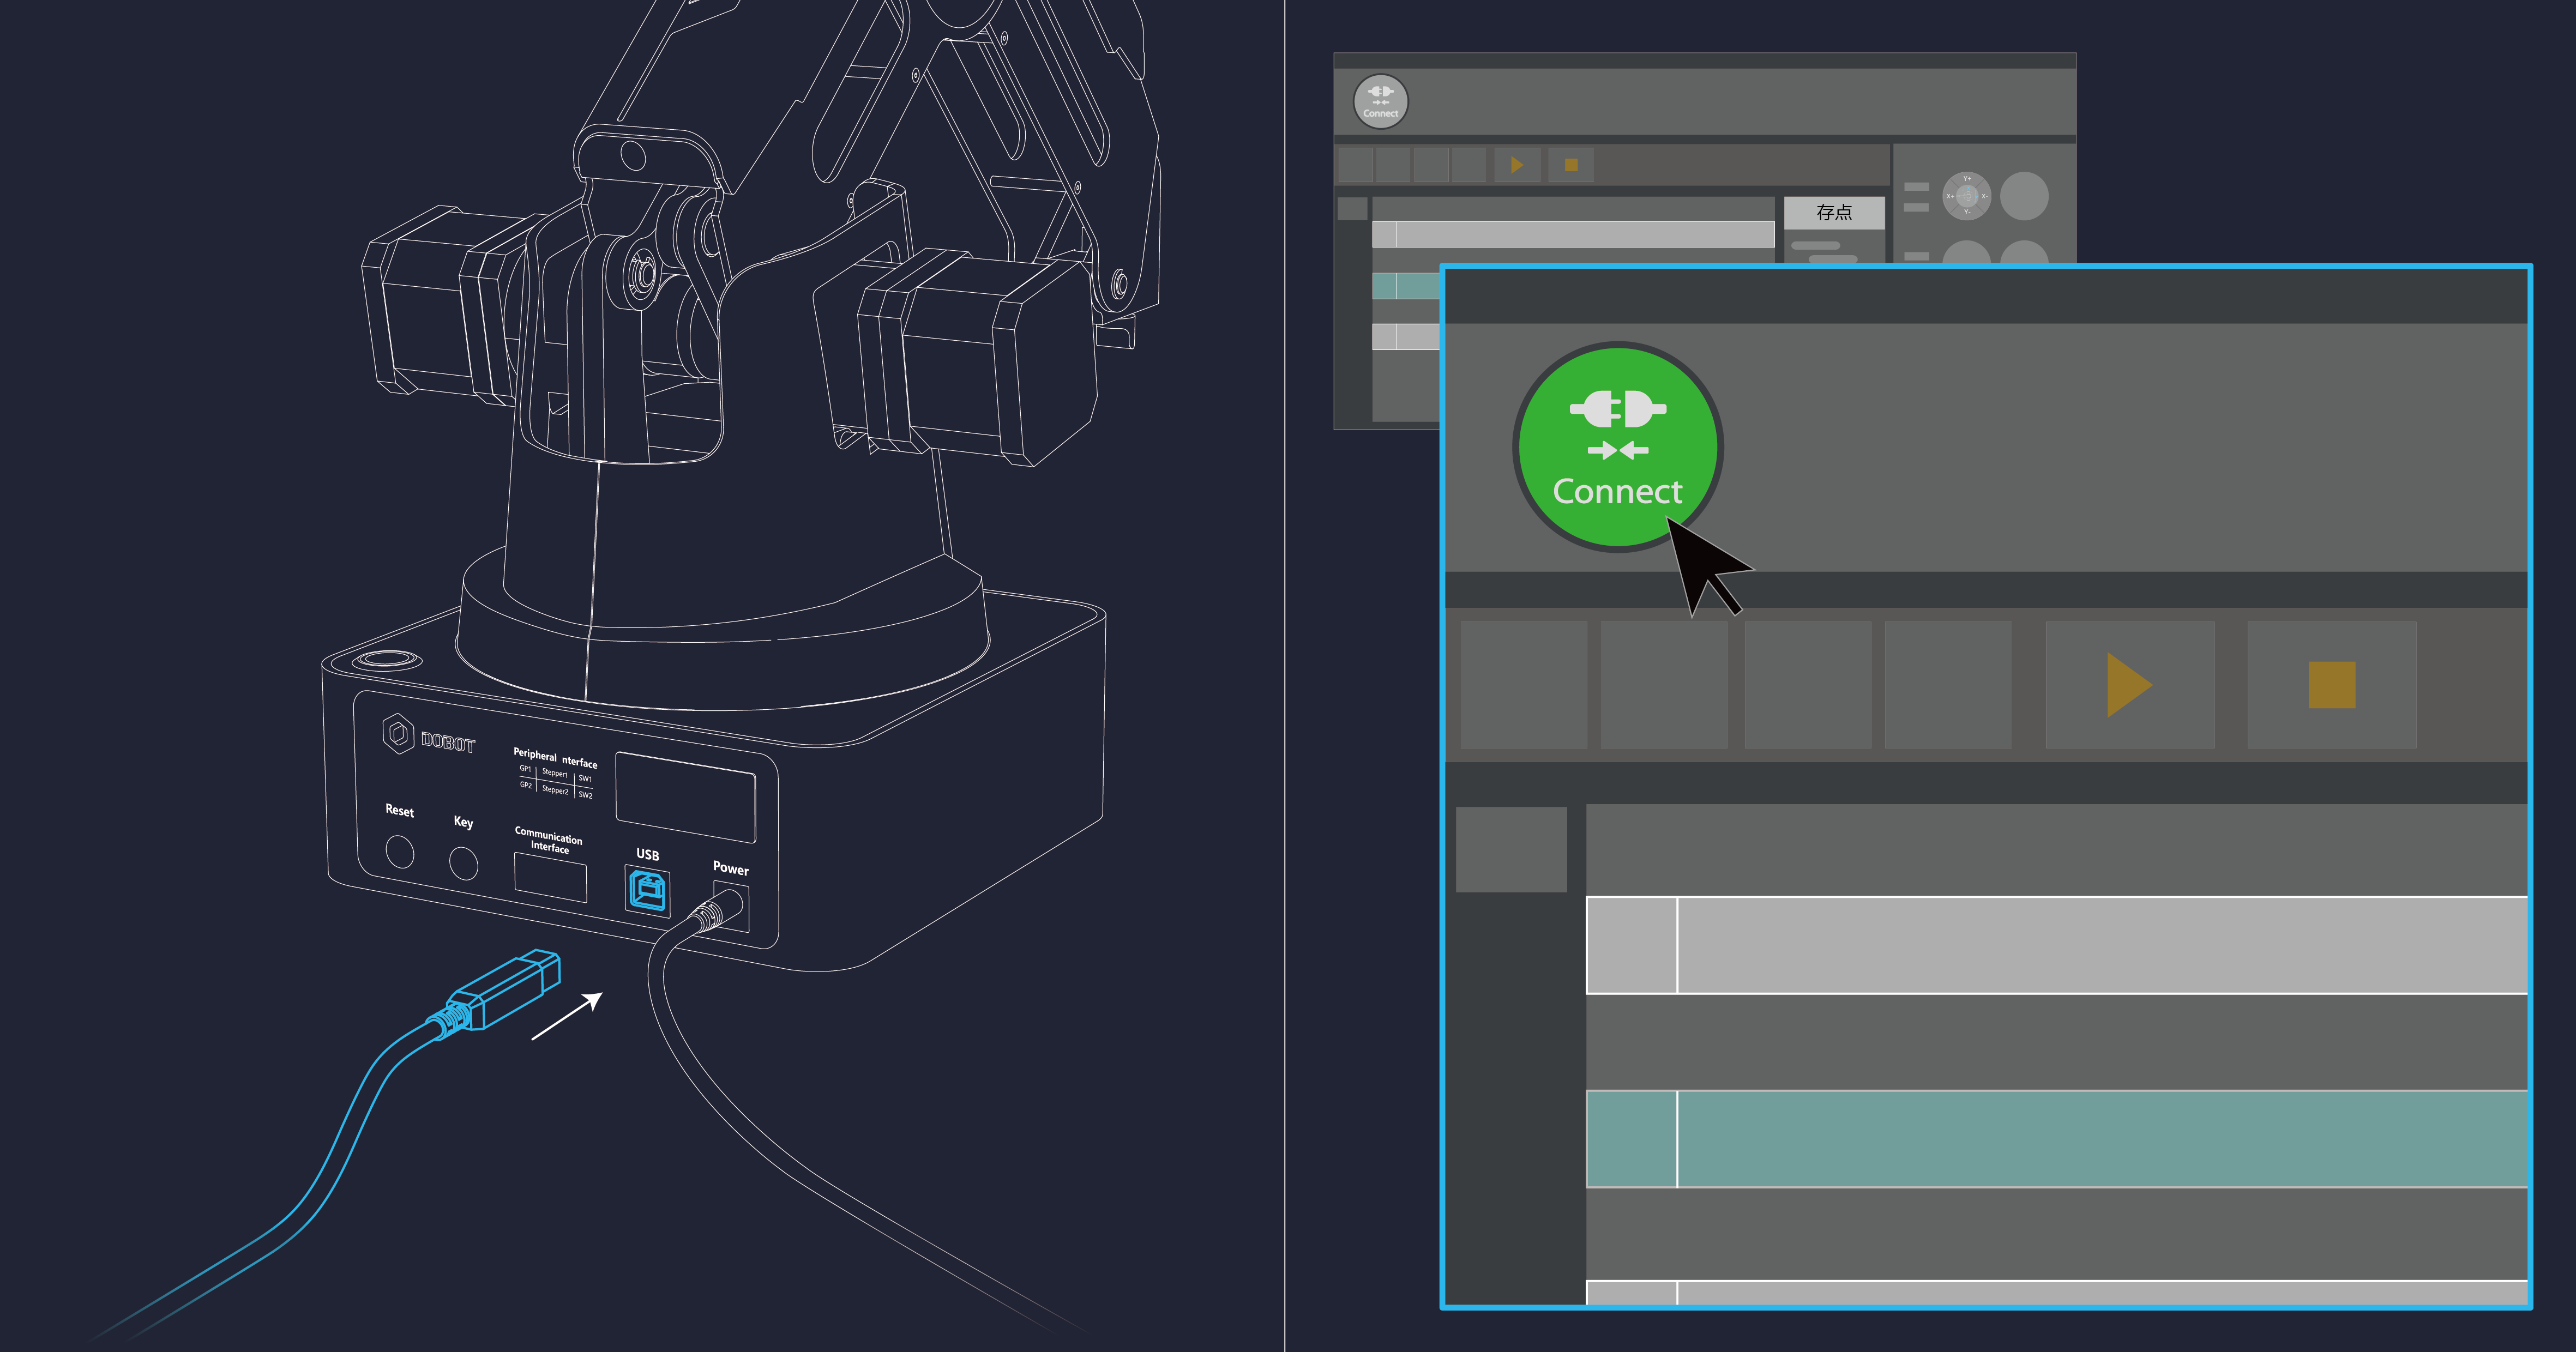 DOBOT
Peripheral nterface
GP1 Stepper1 SW1
GP2 Stepper2 SW2
Reset
Key
Communication
Interface
USB
Power
Connect
存点
Y+
X+ X-
Y-
Connect